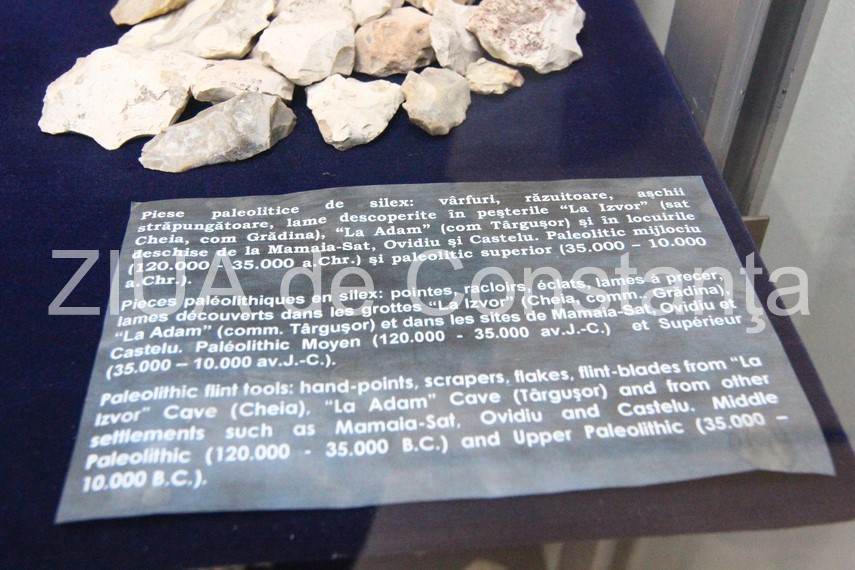 Piese paleolitice de silex: vârfuri, răzuitoare, așchii
străpungătoare, lame descoperite în peșterile “La Izvor” (sat
Cheia, com Grădina), “La Adam” (com Târgușor) și în locuirile
deschise de la Mamaia-Sat, Ovidiu și Castelu. Paleolitic mijlociu
(120.000 - 35.000 a.Chr.) și paleolitic superior (35.000 – 10.000
a.Chr.).
ZIUA de Constanţa
Pieces paléolithiques en silex: pointes, racloirs, éclats, lames à precer,
lames découverts dans les grottes “La Izvor” (Cheia, comm. Grădina),
“La Adam” (comm. Târgușor) et dans les sites de Mamaia-Sat, Ovidiu et
Castelu. Paléolitic Moyen (120.000 - 35.000 av.J.-C.) et Supérieur
(35.000 – 10.000 av.J.-C.).
Paleolithic flint tools: hand-points, scrapers, flakes, flint-blades from “La
Izvor” Cave (Cheia), “La Adam” Cave (Târgușor) and from other
settlements such as Mamaia-Sat, Ovidiu and Castelu. Middle
Paleolithic (120.000 - 35.000 B.C.) and Upper Paleolithic (35.000 –
10.000 B.C.).